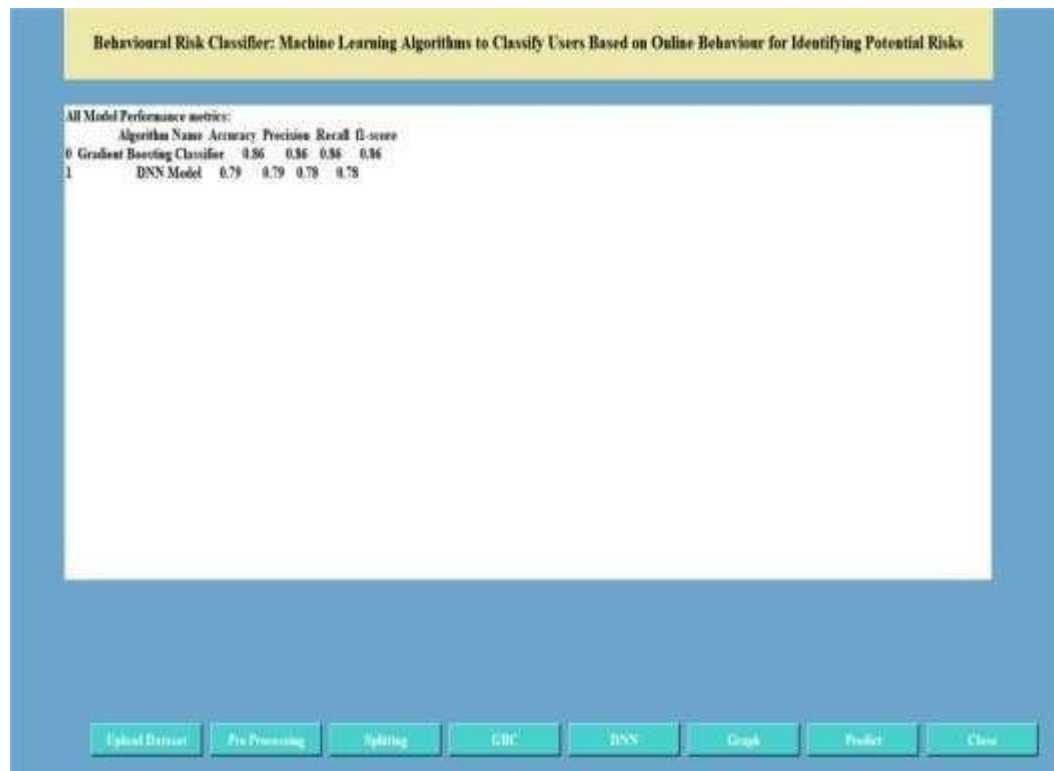 Behavioural Risk Classifier: Machine Learning Algorithms to Classify Users Based on Online Behaviour for Identifying Potential Risks
All Model Performance metrics:
Algorithm Name Accuracy Precision Recall f1-score
0 Gradient Boosting Classifier 0.86 0.86 0.86 0.86
1 DNN Model 0.79 0.79 0.78 0.78
Upload Dataset Pre Processing Splitting GBC DNN Graph Predict Close